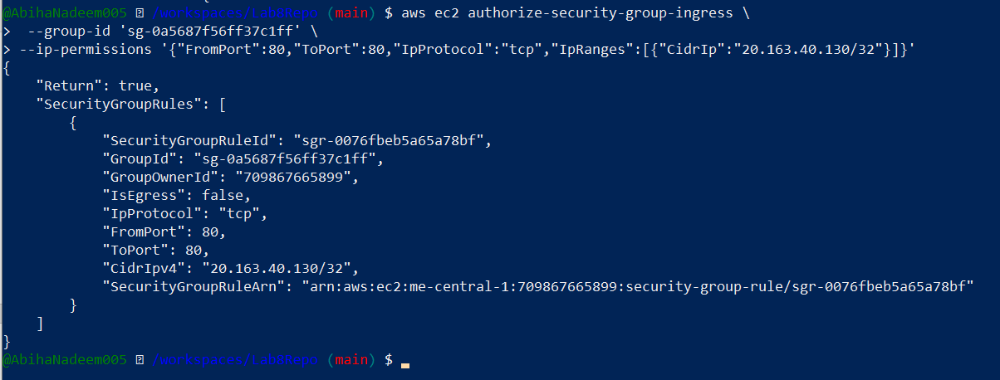 @AbihaNadeem005 /workspaces/Lab8Repo (main) $ aws ec2 authorize-security-group-ingress \
>  --group-id 'sg-0a5687f56ff37c1ff' \
> --ip-permissions '{"FromPort":80,"ToPort":80,"IpProtocol":"tcp","IpRanges":[{"CidrIp":"20.163.40.130/32"}]}'
{
    "Return": true,
    "SecurityGroupRules": [
        {
            "SecurityGroupRuleId": "sgr-0076fbeb5a65a78bf",
            "GroupId": "sg-0a5687f56ff37c1ff",
            "GroupOwnerId": "709867665899",
            "IsEgress": false,
            "IpProtocol": "tcp",
            "FromPort": 80,
            "ToPort": 80,
            "CidrIpv4": "20.163.40.130/32",
            "SecurityGroupRuleArn": "arn:aws:ec2:me-central-1:709867665899:security-group-rule/sgr-0076fbeb5a65a78bf"
        }
    ]
}
@AbihaNadeem005 /workspaces/Lab8Repo (main) $